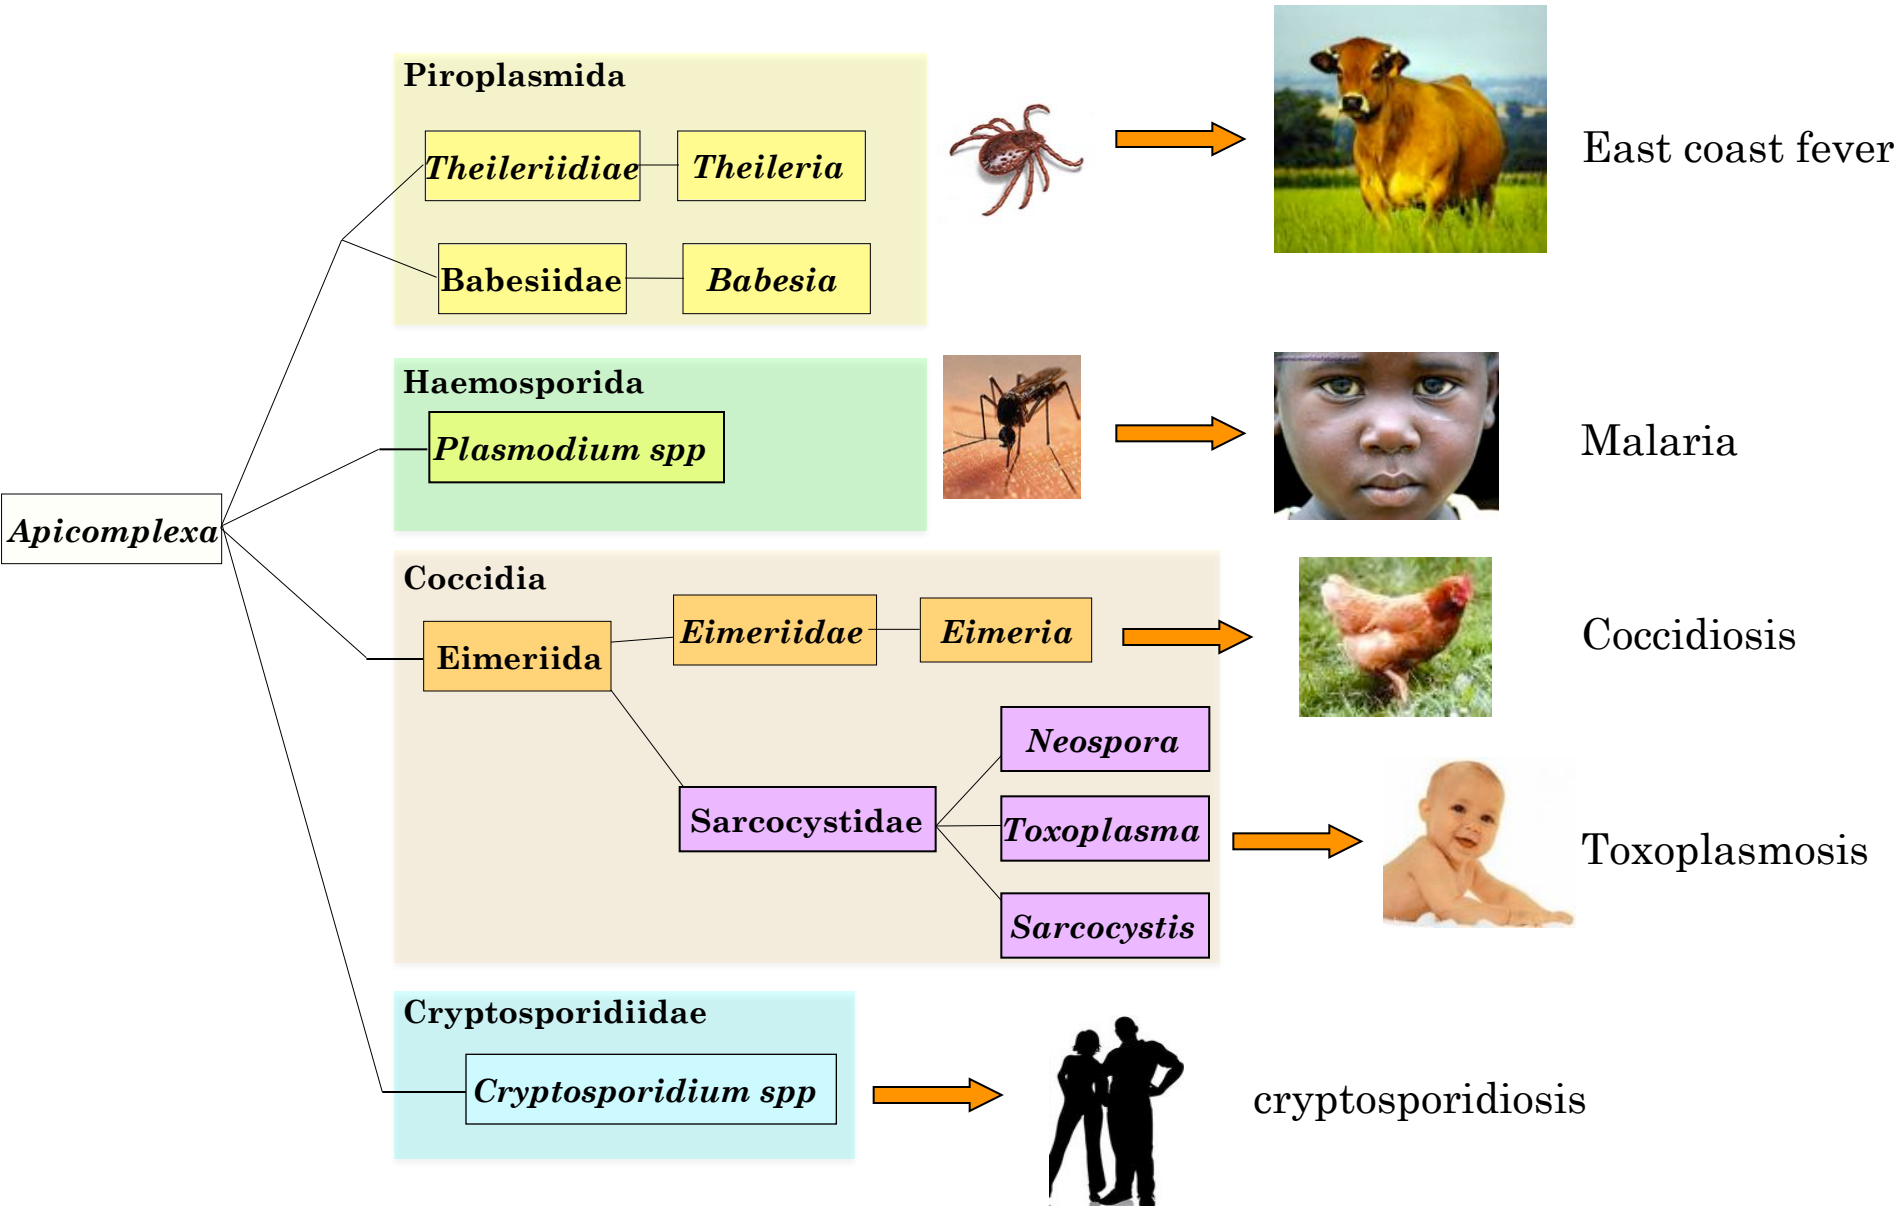 Piroplasmida
Theileriidiae
Theileria
East coast fever
Babesiidae
Babesia
Haemosporida
Plasmodium spp
Malaria
Apicomplexa
Coccidia
Eimeriida
Eimeriidae
Eimeria
Coccidiosis
Neospora
Sarcocystidae
Toxoplasma
Toxoplasmosis
Sarcocystis
Cryptosporidiidae
Cryptosporidium spp
cryptosporidiosis